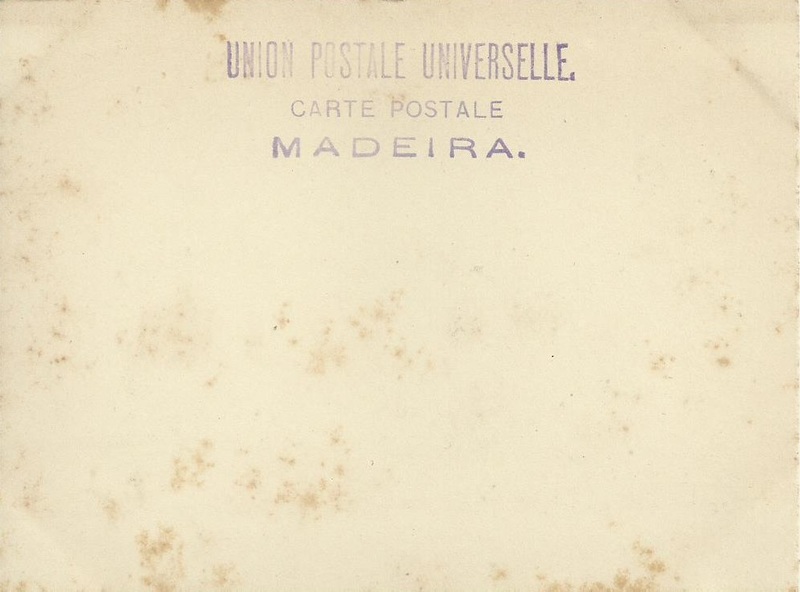 UNION POSTALE UNIVERSELLE.
CARTE POSTALE
MADEIRA.